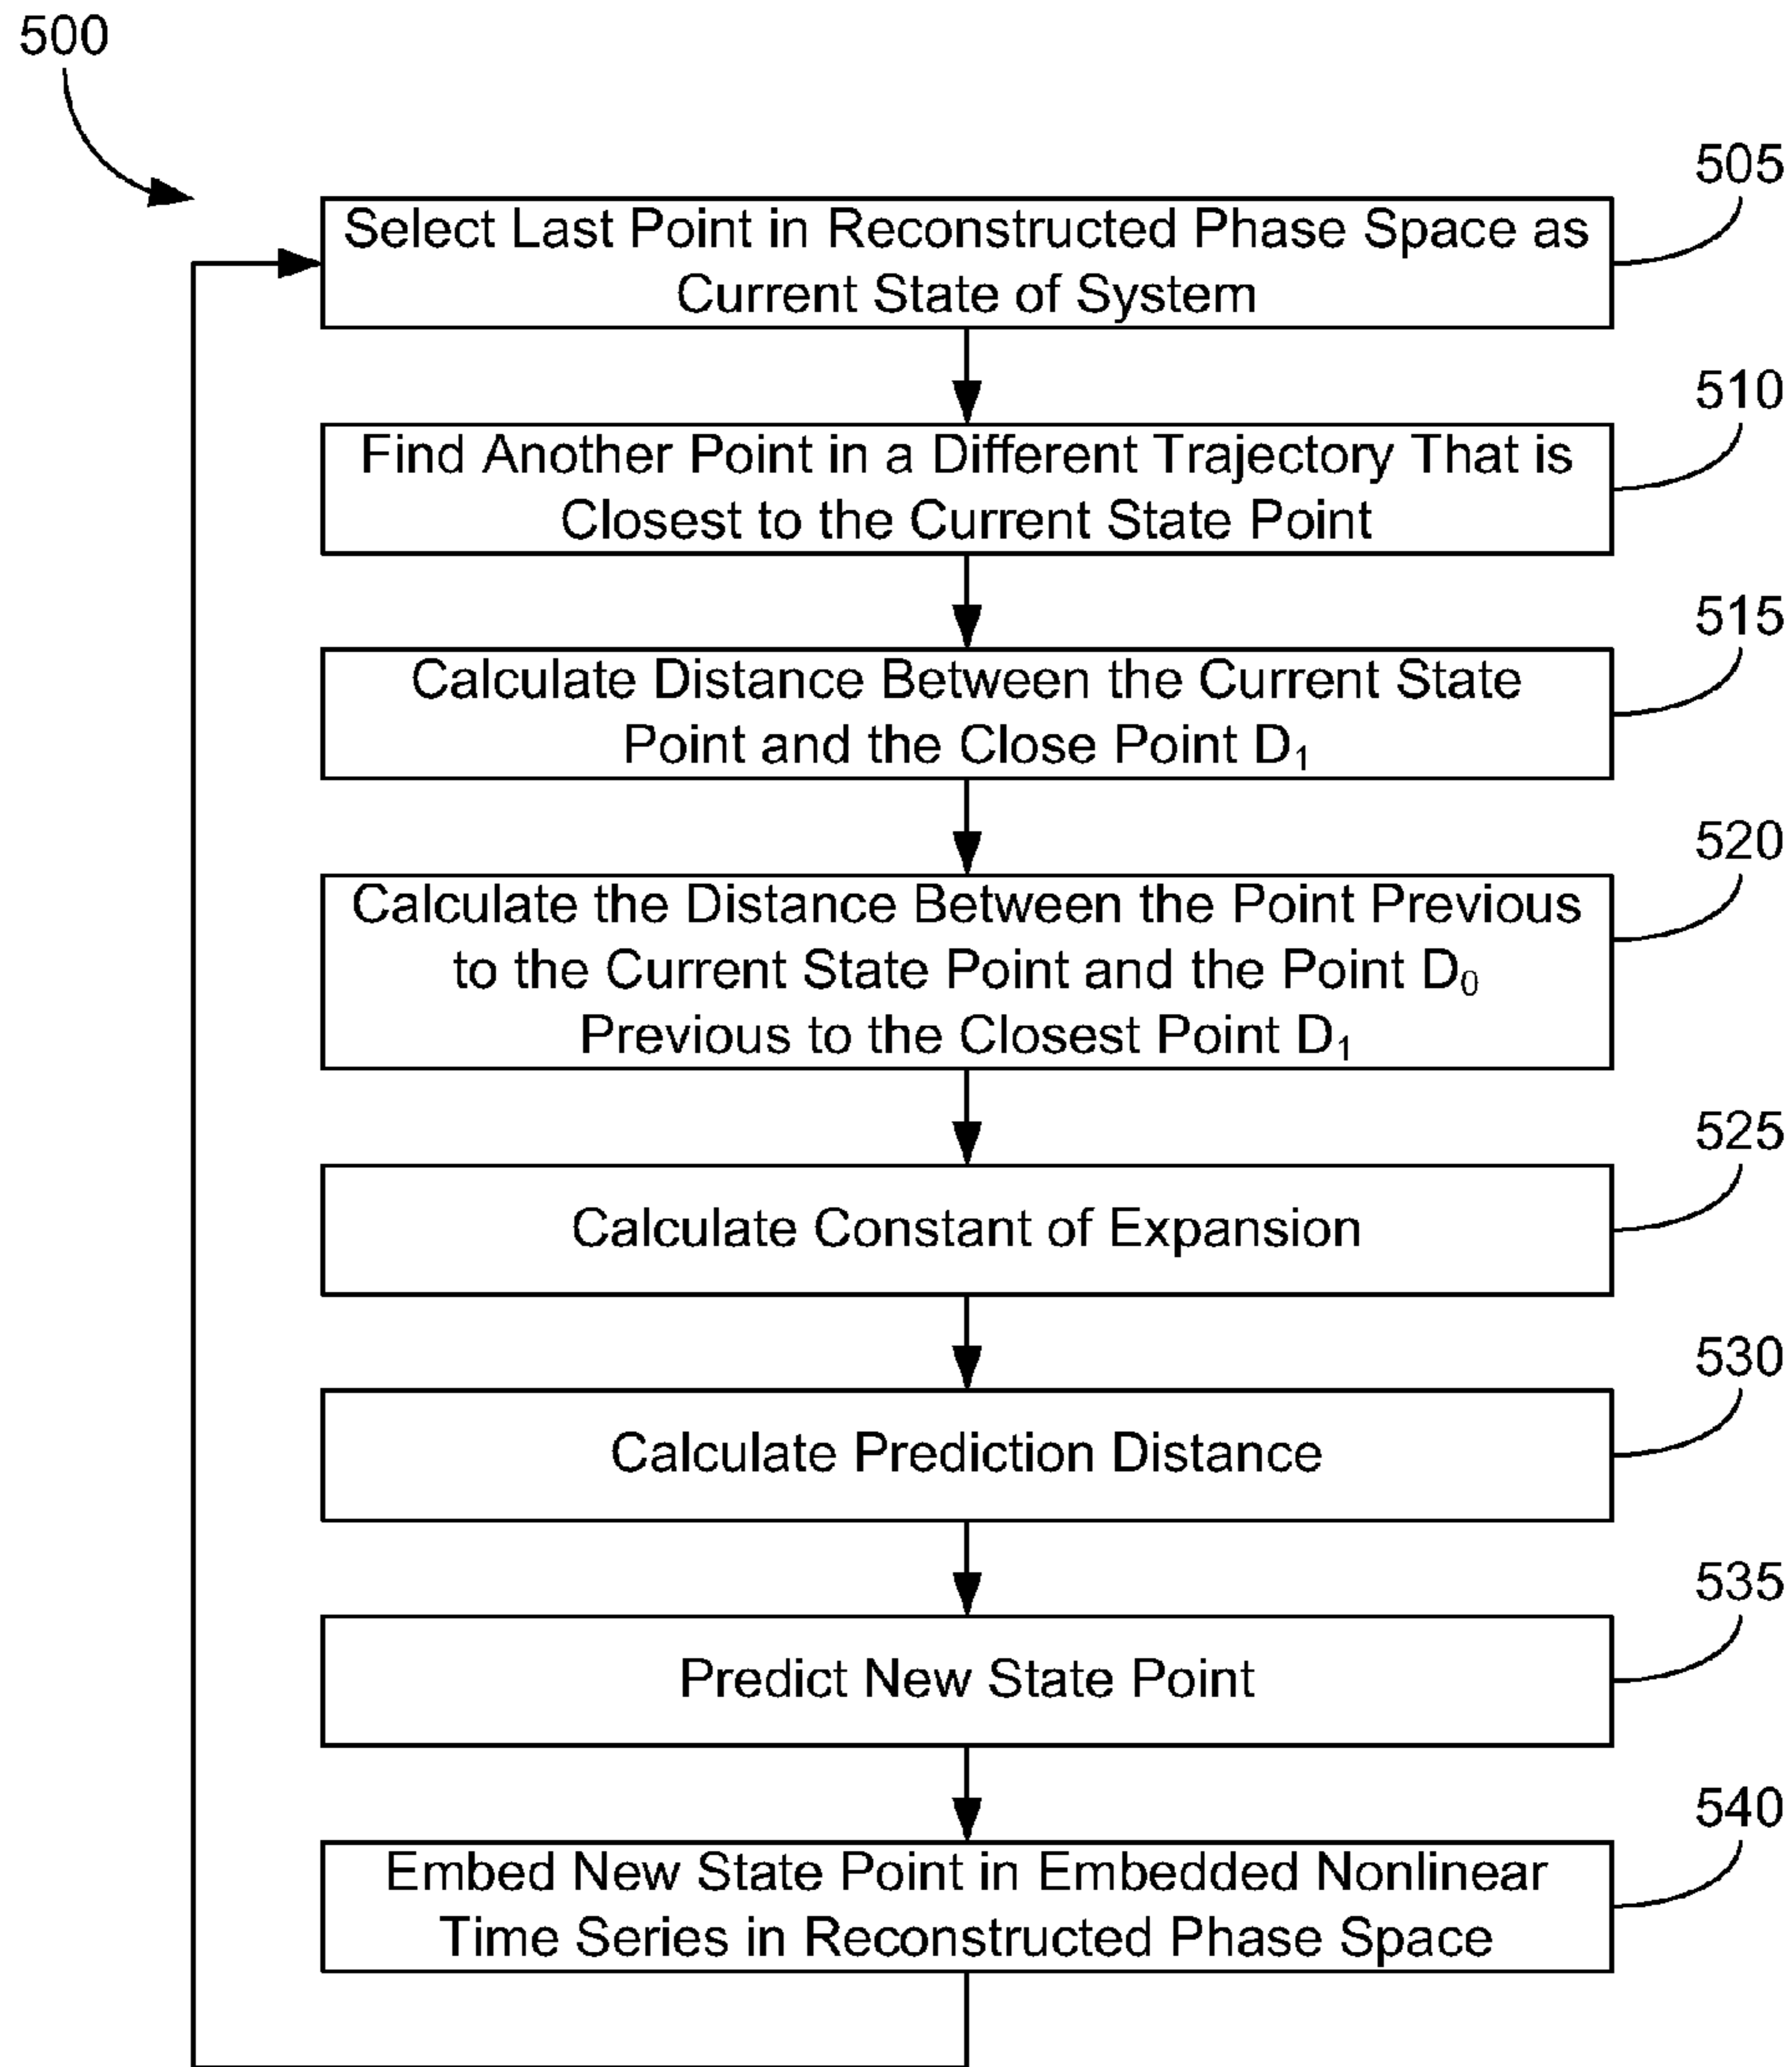 500
505
Select Last Point in Reconstructed Phase Space as
Current State of System
510
Find Another Point in a Different Trajectory That is
Closest to the Current State Point
515
Calculate Distance Between the Current State
Point and the Close Point D₁
520
Calculate the Distance Between the Point Previous
to the Current State Point and the Point D₀
Previous to the Closest Point D₁
525
Calculate Constant of Expansion
530
Calculate Prediction Distance
535
Predict New State Point
540
Embed New State Point in Embedded Nonlinear
Time Series in Reconstructed Phase Space